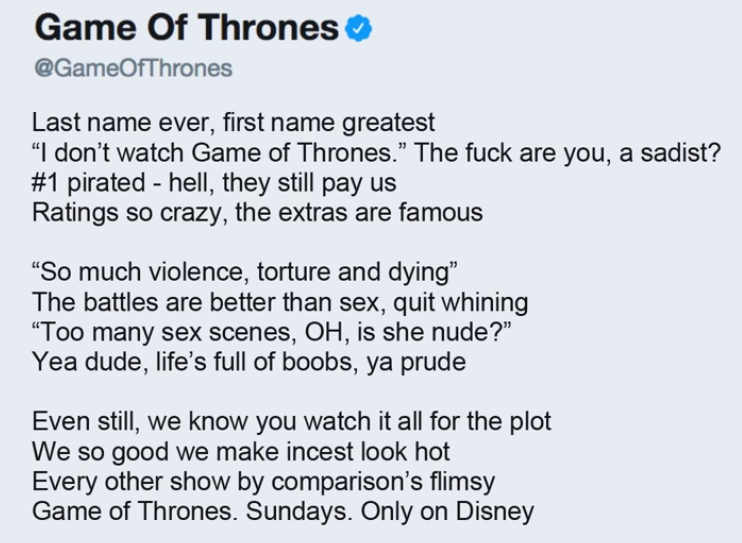 Game Of Thrones
@GameOfThrones
Last name ever, first name greatest
“I don’t watch Game of Thrones.” The fuck are you, a sadist?
#1 pirated - hell, they still pay us
Ratings so crazy, the extras are famous
“So much violence, torture and dying”
The battles are better than sex, quit whining
“Too many sex scenes, OH, is she nude?”
Yea dude, life’s full of boobs, ya prude
Even still, we know you watch it all for the plot
We so good we make incest look hot
Every other show by comparison’s flimsy
Game of Thrones. Sundays. Only on Disney